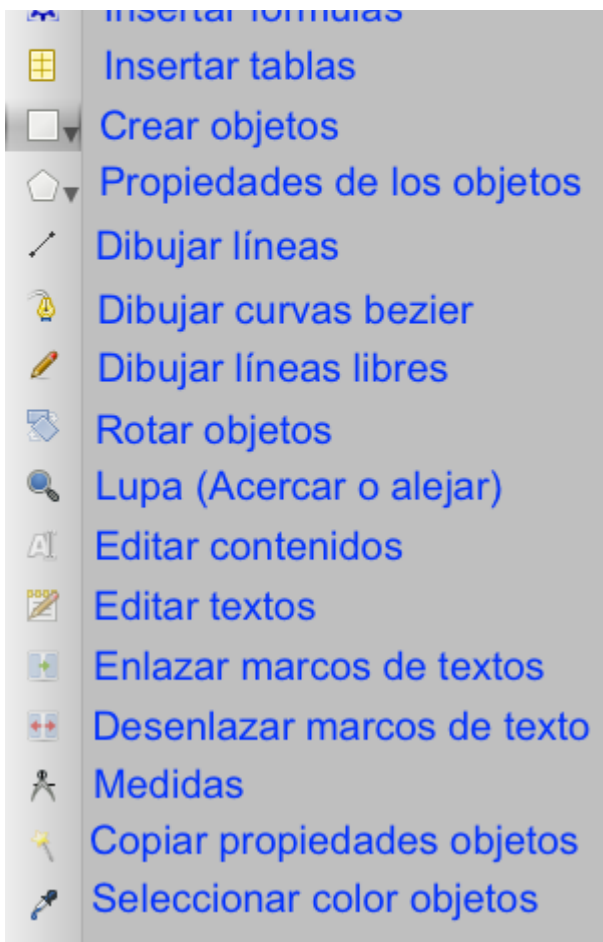 Insertar fórmulas
Insertar tablas
Crear objetos
Propiedades de los objetos
Dibujar líneas
Dibujar curvas bezier
Dibujar líneas libres
Rotar objetos
Lupa (Acercar o alejar)
Editar contenidos
Editar textos
Enlazar marcos de textos
Desenlazar marcos de texto
Medidas
Copiar propiedades objetos
Seleccionar color objetos